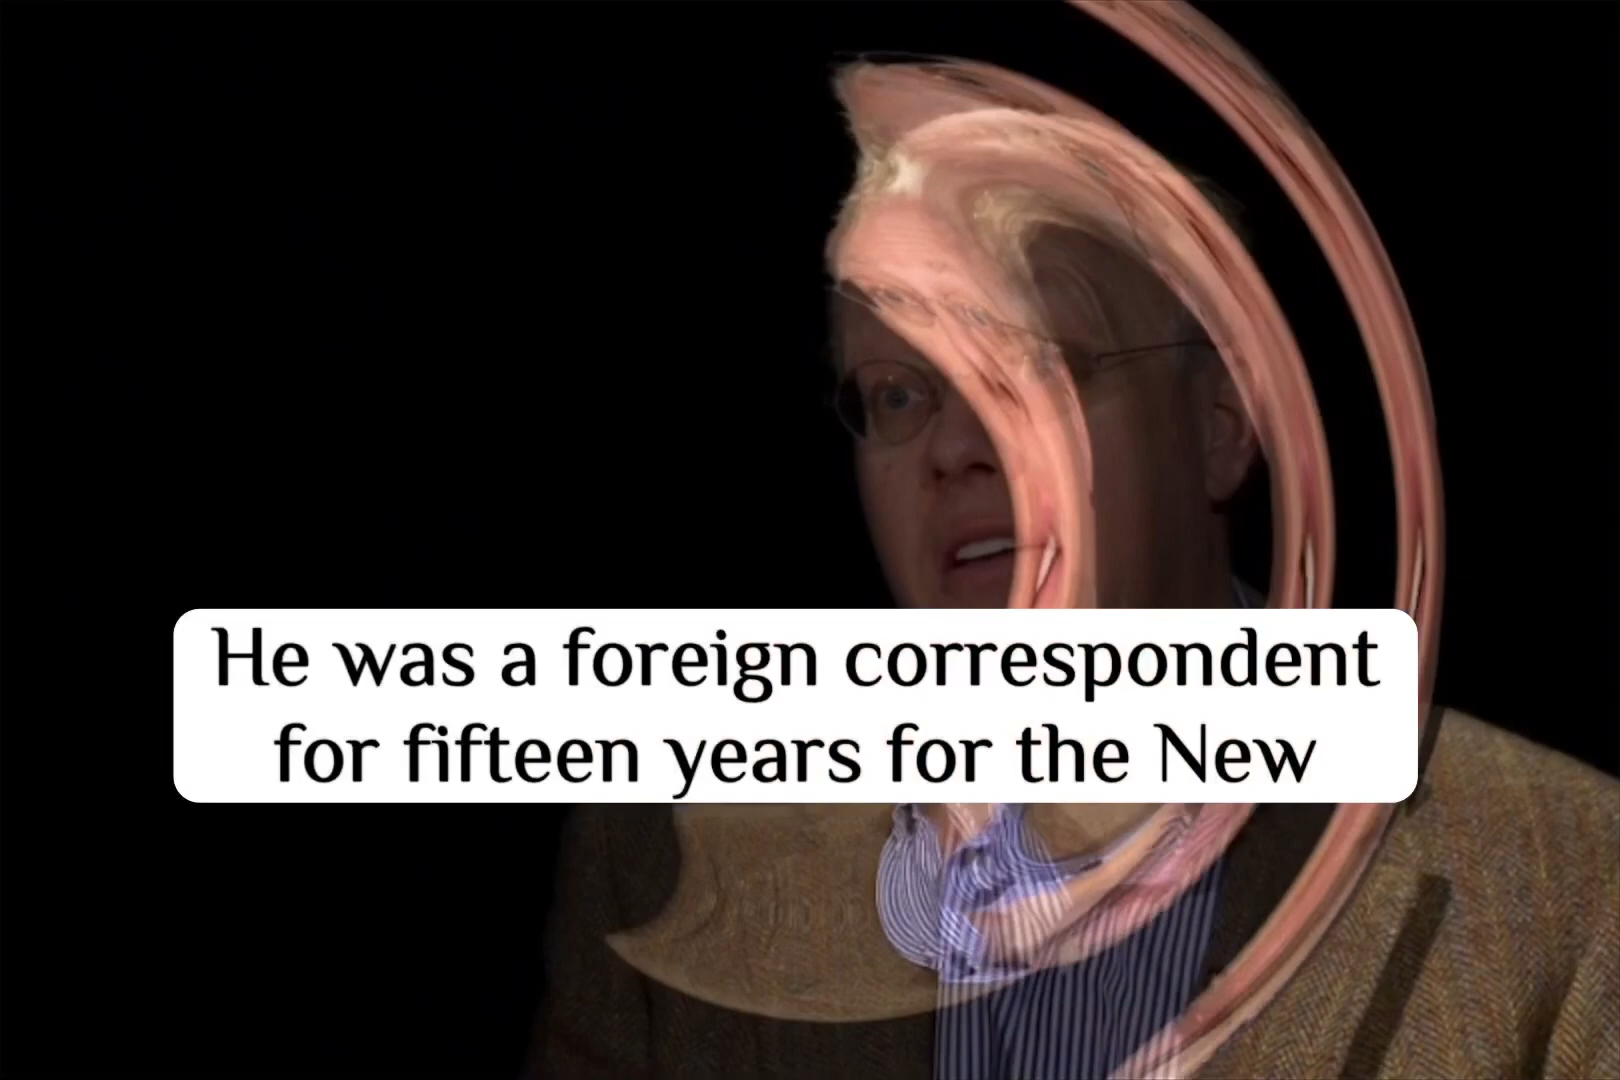 He was a foreign correspondent
for fifteen years for the New